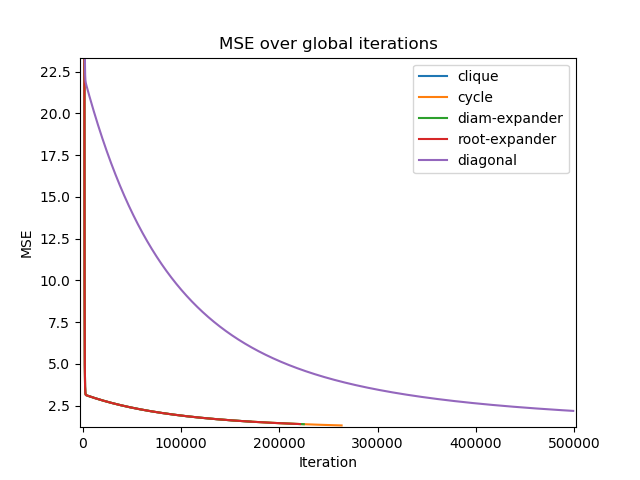 MSE over global iterations
MSE
22.5
20.0
17.5
15.0
12.5
10.0
7.5
5.0
2.5
clique
cycle
diam-expander
root-expander
diagonal
0 100000 200000 300000 400000 500000
Iteration